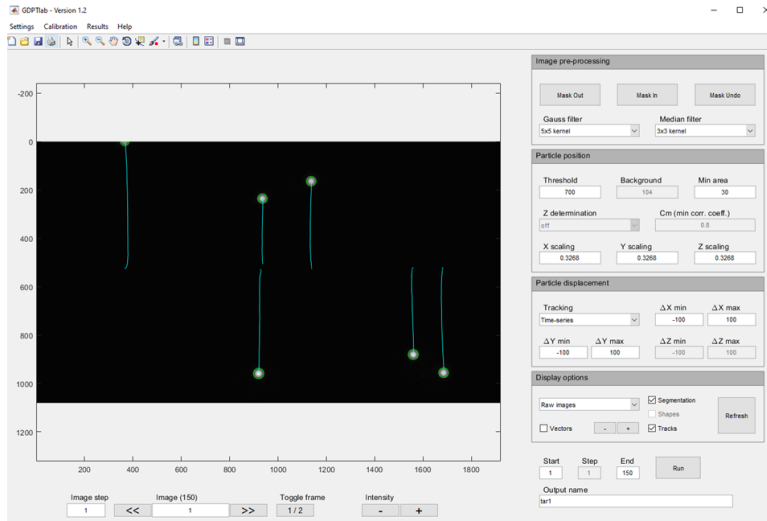 GDPTlab - Version 1.2
Settings Calibration Results Help
Image pre-processing
Mask Out Mask In Mask Undo
Gauss filter Median filter
5x5 kernel 3x3 kernel
Particle position
Threshold Background Min area
700 104 30
Z determination Cm (min corr. coeff.)
off 0.8
X scaling Y scaling Z scaling
0.3268 0.3268 0.3268
Particle displacement
Tracking ΔX min ΔX max
Time-series -100 100
ΔY min ΔY max ΔZ min ΔZ max
-100 100 -100 100
Display options
Raw images Segmentation
Shapes
Refresh
Vectors - + Tracks
Start Step End
1 1 150 Run
Output name
tar1
-200
0
200
400
600
800
1000
1200
200 400 600 800 1000 1200 1400 1600 1800
Image step Image (150) Toggle frame Intensity
1 << 1 >> 1 / 2 - +